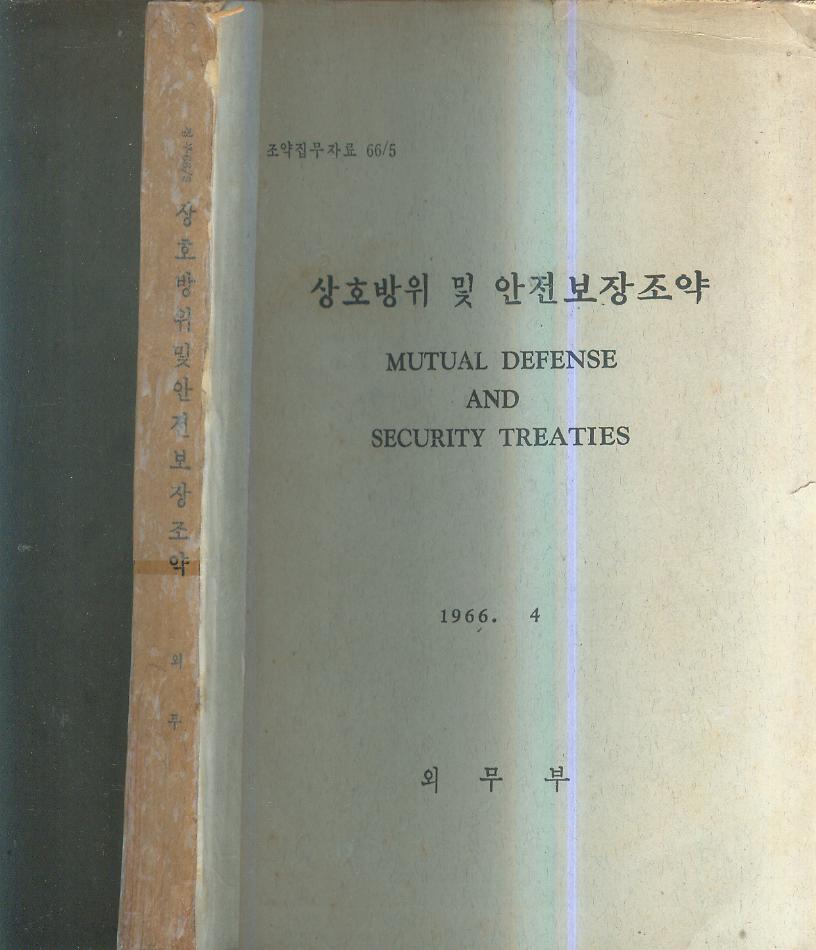 조약집무자료 66/5
상호방위 및 안전보장조약
MUTUAL DEFENSE
AND
SECURITY TREATIES
1966. 4
외 무 부
상호방위및안전보장조약
외 무